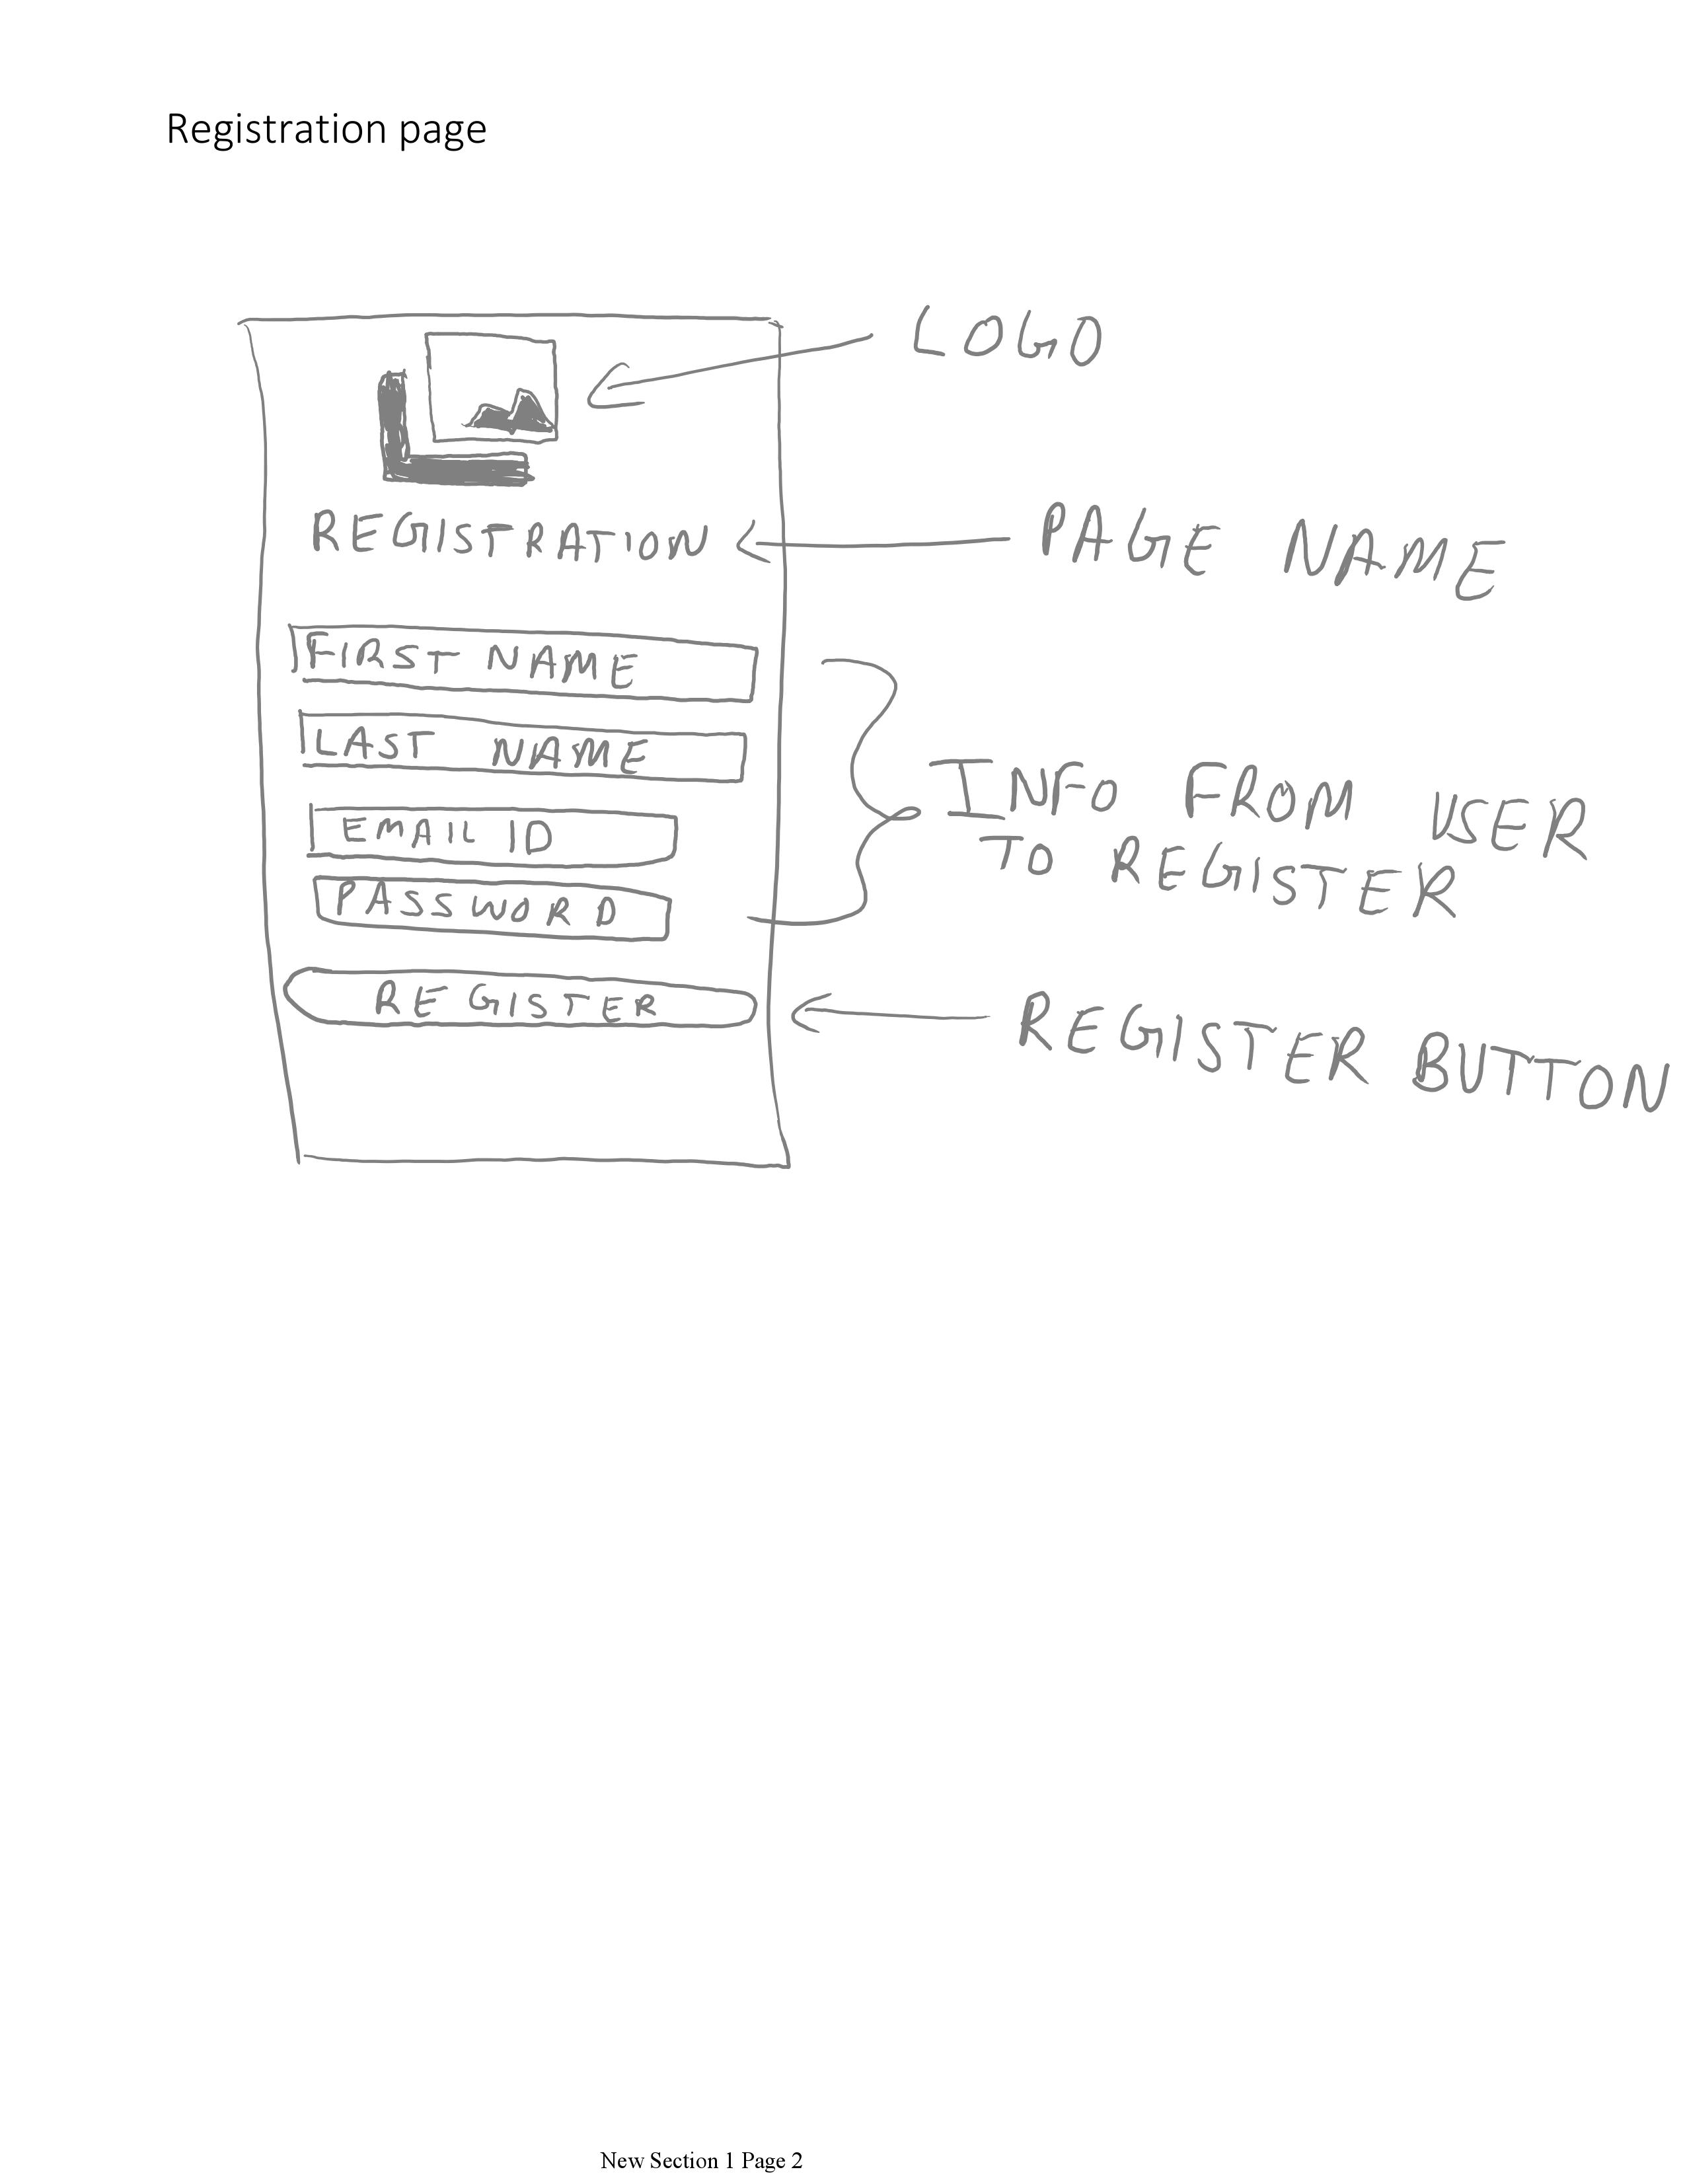 Registration page
LOGO
REGISTRATION
PAGE NAME
FIRST NAME
LAST NAME
EMAIL ID
PASSWORD
INFO FROM USER
TO REGISTER
REGISTER
REGISTER BUTTON
New Section 1 Page 2